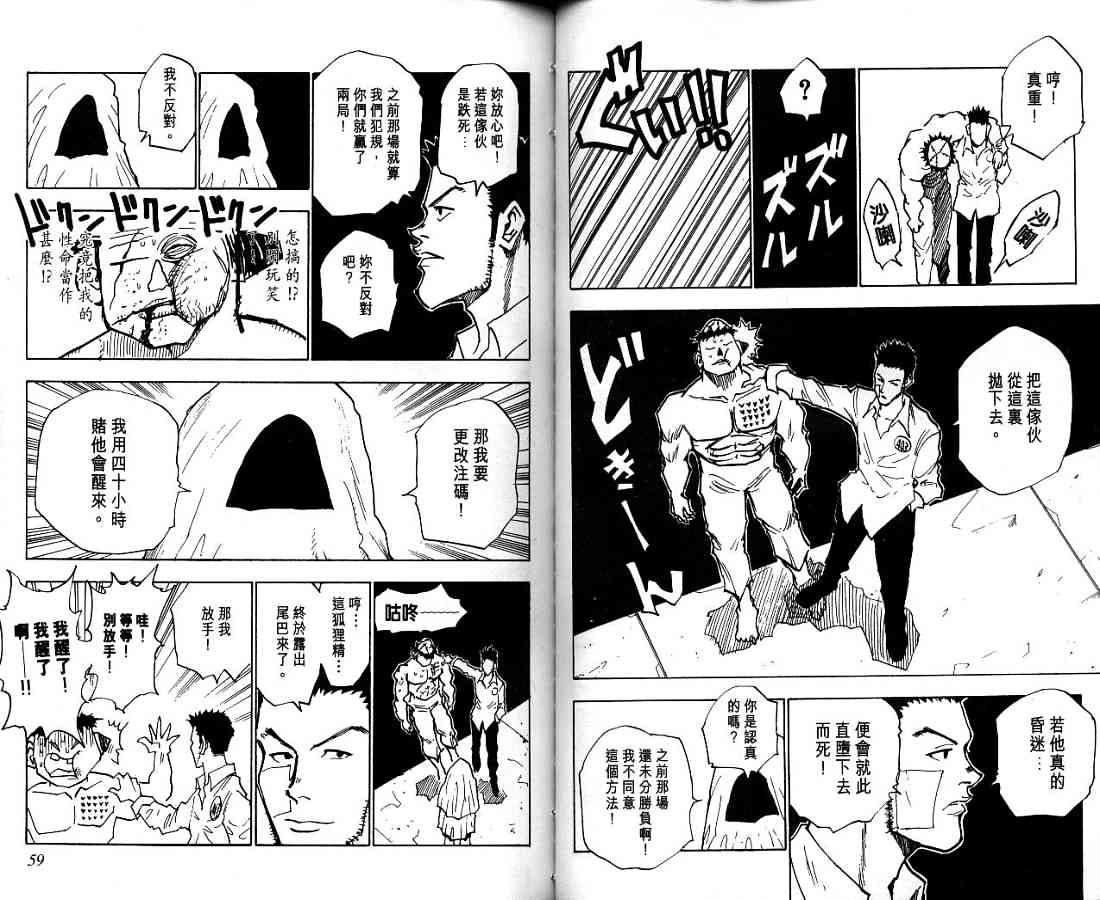 哼！
真重！
沙喇
沙喇
？
ズル
ズル
ぐいいっ!!
把這傢伙
從這裏
拋下去。
どきーーん
若他真的
昏迷…
便會就此
直墮下去
而死！
你是認真
的嗎？
之前那場
還未分勝負啊！
我不同意
這個方法！
妳放心吧！
若這傢伙
是跌死…
之前那場就算
我們犯規，
你們就贏了
兩局！
妳不反對
吧？
我不反對。
ドクン
ドクン
ドクン
怎搞的!?
別開玩笑
究竟把我的
性命當作
甚麼!?
那我要
更改注碼！
我用四十小時
賭他會醒來。
咕咚——
哼…
這狐狸精…
終於露出
尾巴來了。
那我
放手！
哇！
等等！
別放手！
我醒了！
我醒了
啊——!!
59